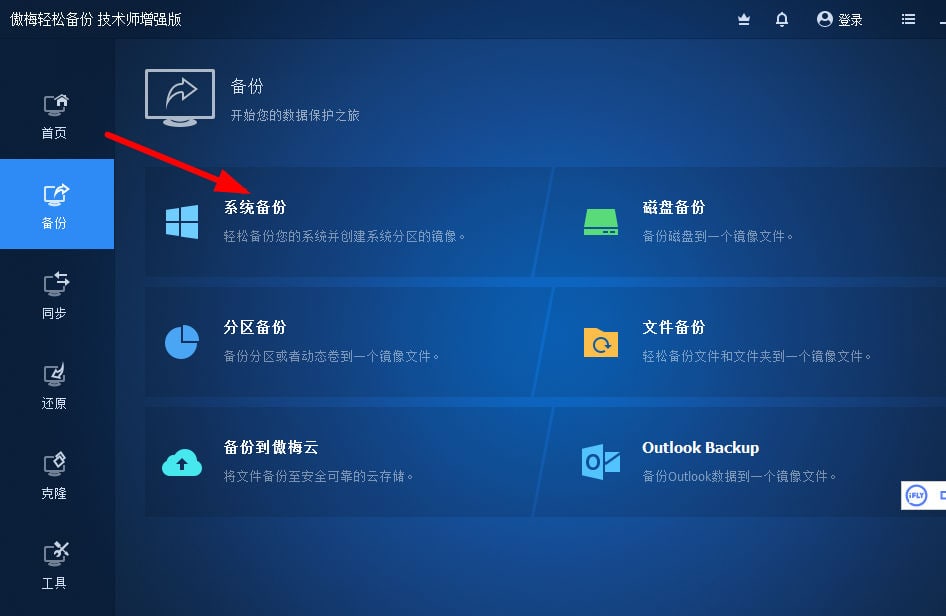 傲梅轻松备份 技术师增强版
登录
首页
备份
同步
还原
克隆
工具
备份
开始您的数据保护之旅
系统备份
轻松备份您的系统并创建系统分区的镜像。
磁盘备份
备份磁盘到一个镜像文件。
分区备份
备份分区或者动态卷到一个镜像文件。
文件备份
轻松备份文件和文件夹到一个镜像文件。
备份到傲梅云
将文件备份至安全可靠的云存储。
Outlook Backup
备份Outlook数据到一个镜像文件。
iFLY